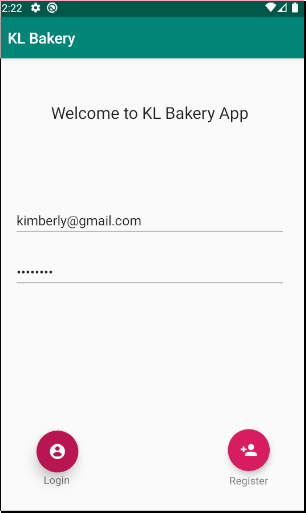 2:22
KL Bakery
Welcome to KL Bakery App
kimberly@gmail.com
••••••••
Login
Register